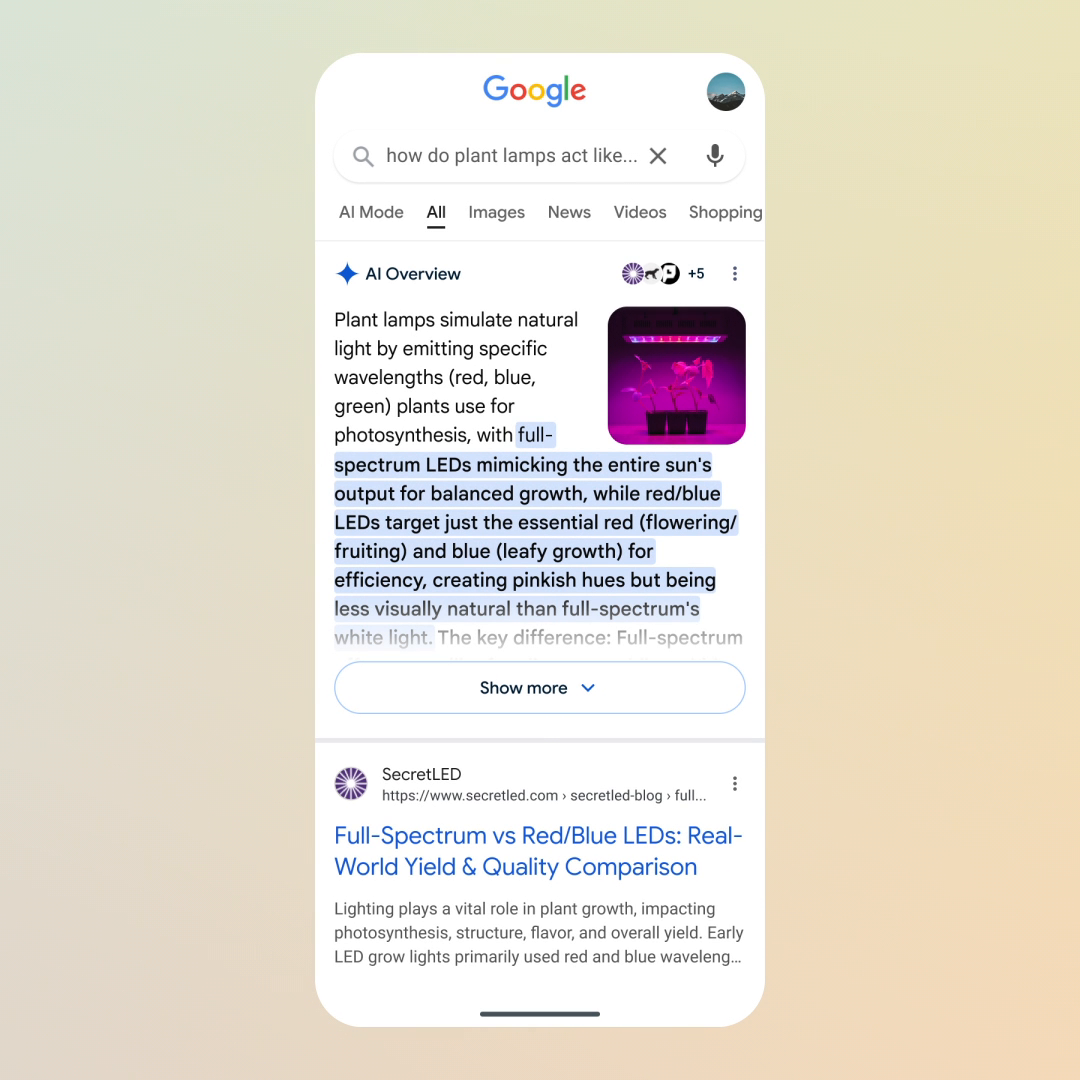 Google
how do plant lamps act like...
AI Mode All Images News Videos Shopping
AI Overview
+5
Plant lamps simulate natural
light by emitting specific
wavelengths (red, blue,
green) plants use for
photosynthesis, with full-
spectrum LEDs mimicking the entire sun's
output for balanced growth, while red/blue
LEDs target just the essential red (flowering/
fruiting) and blue (leafy growth) for
efficiency, creating pinkish hues but being
less visually natural than full-spectrum's
white light. The key difference: Full-spectrum
Show more
SecretLED
https://www.secretled.com › secretled-blog › full...
Full-Spectrum vs Red/Blue LEDs: Real-
World Yield & Quality Comparison
Lighting plays a vital role in plant growth, impacting
photosynthesis, structure, flavor, and overall yield. Early
LED grow lights primarily used red and blue waveleng...